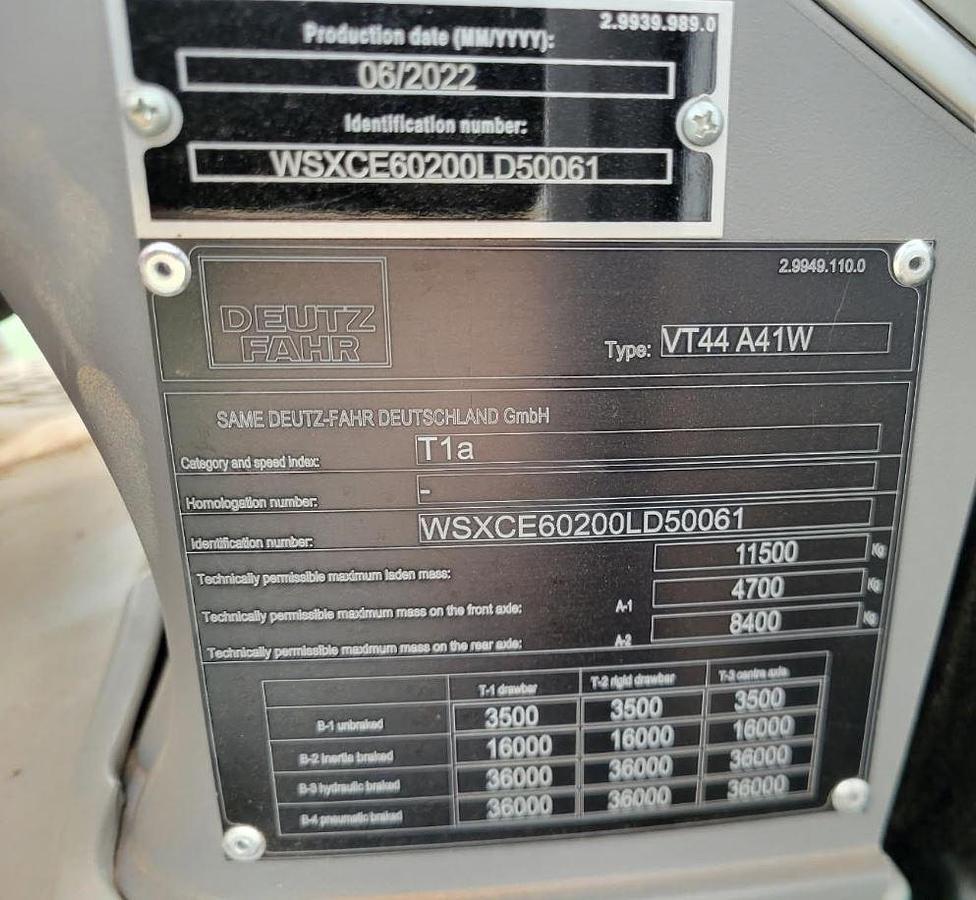 2.9939.989.0
Production date (MM/YYYY):
06/2022
Identification number:
WSXCE60200LD50061
2.9949.110.0
DEUTZ
FAHR
Type: VT44 A41W
SAME DEUTZ-FAHR DEUTSCHLAND GmbH
Category and speed index: T1a
Homologation number: -
Identification number: WSXCE60200LD50061
Technically permissible maximum laden mass: 11500 Kg
Technically permissible maximum mass on the front axle: A-1 4700 Kg
Technically permissible maximum mass on the rear axle: A-2 8400 Kg
T-1 drawbar T-2 rigid drawbar T-3 centre axle
B-1 unbraked 3500 3500 3500
B-2 inertia braked 16000 16000 16000
B-3 hydraulic braked 36000 36000 36000
B-4 pneumatic braked 36000 36000 36000